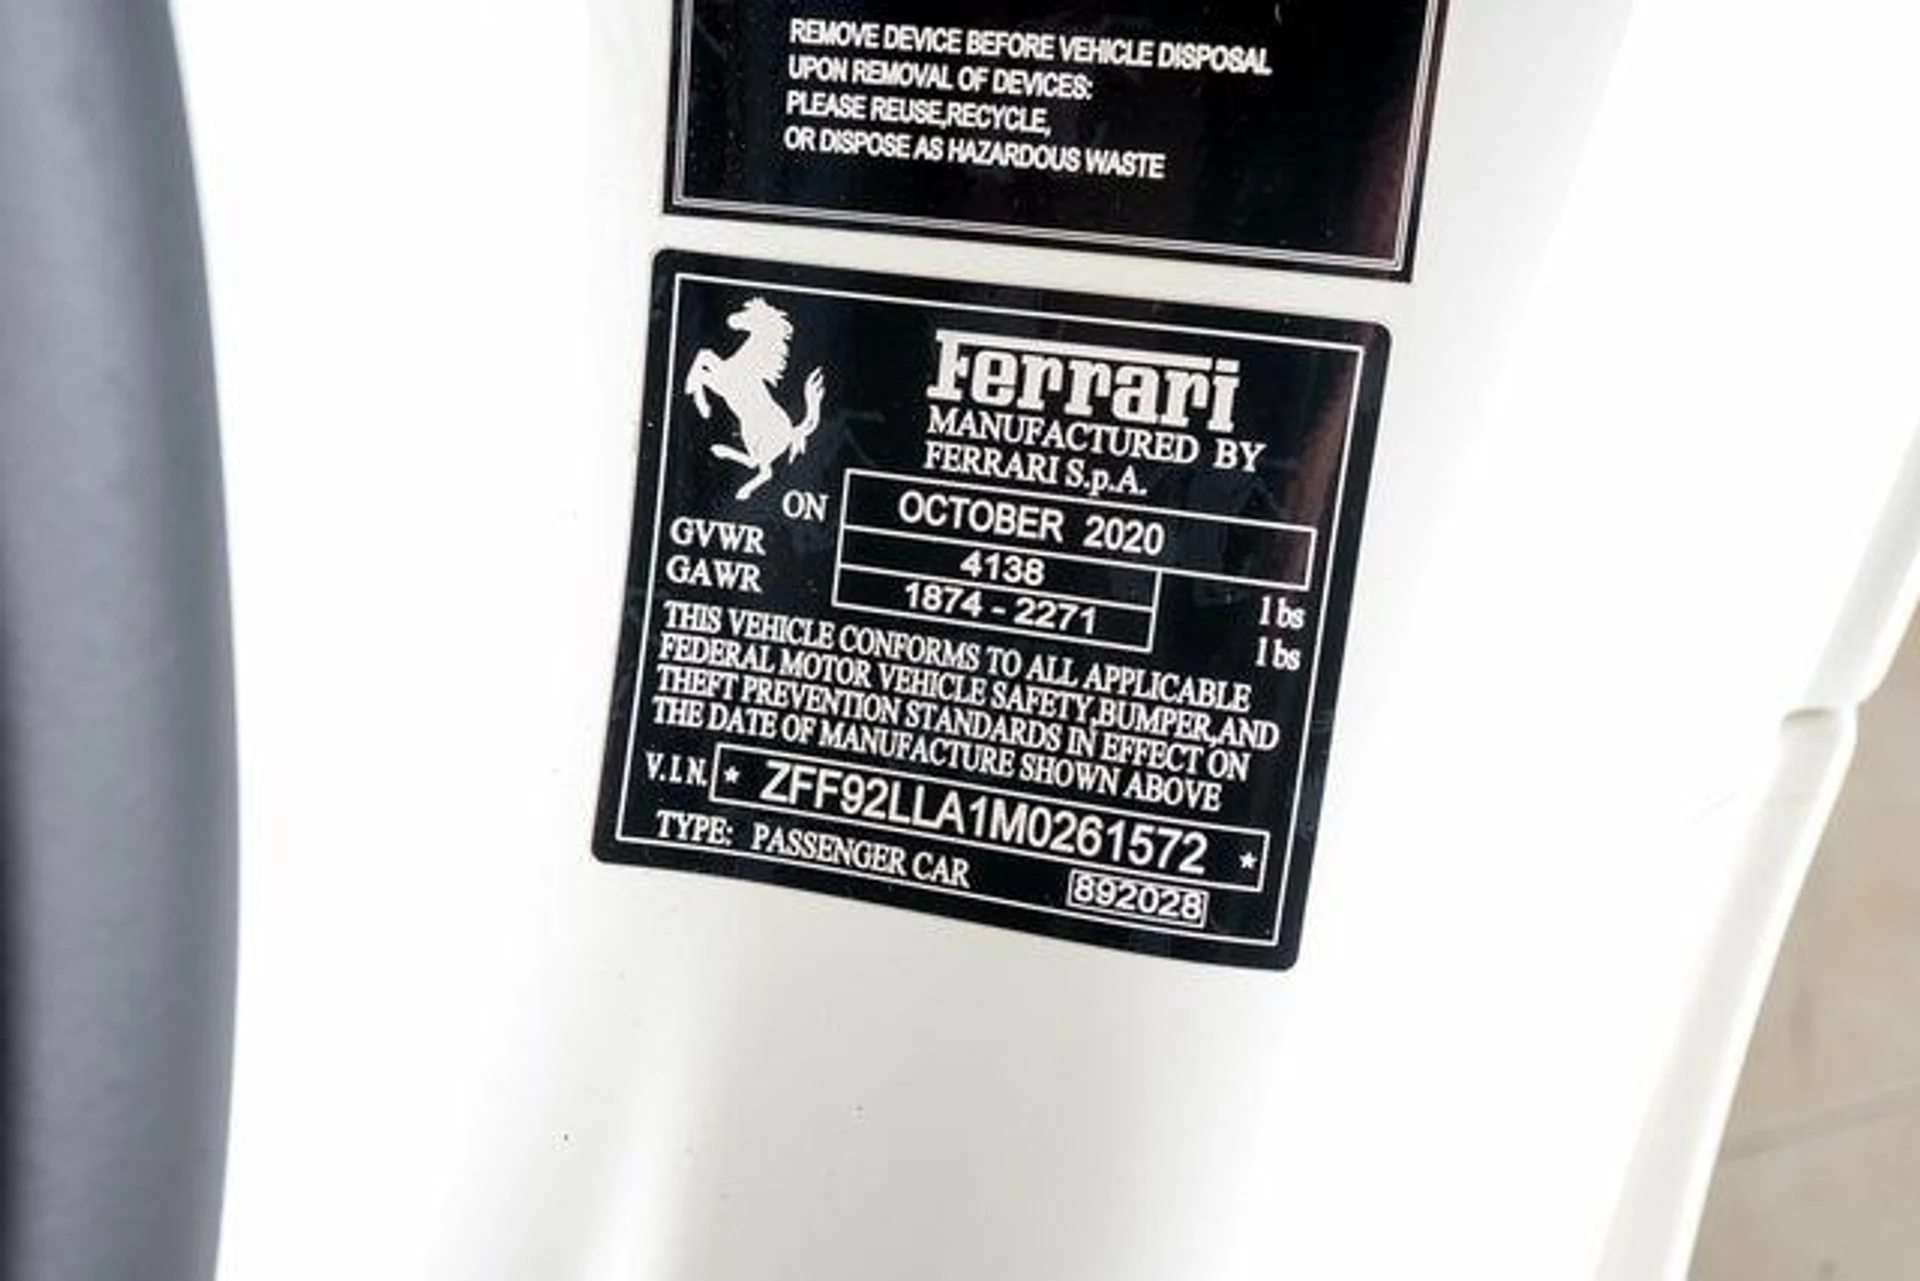 REMOVE DEVICE BEFORE VEHICLE DISPOSAL
UPON REMOVAL OF DEVICES:
PLEASE REUSE,RECYCLE,
OR DISPOSE AS HAZARDOUS WASTE
Ferrari
MANUFACTURED BY
FERRARI S.p.A.
ON OCTOBER 2020
GVWR 4138 lbs
GAWR 1874 - 2271 lbs
THIS VEHICLE CONFORMS TO ALL APPLICABLE
FEDERAL MOTOR VEHICLE SAFETY,BUMPER,AND
THEFT PREVENTION STANDARDS IN EFFECT ON
THE DATE OF MANUFACTURE SHOWN ABOVE
V.I.N. * ZFF92LLA1M0261572 *
TYPE: PASSENGER CAR 892028